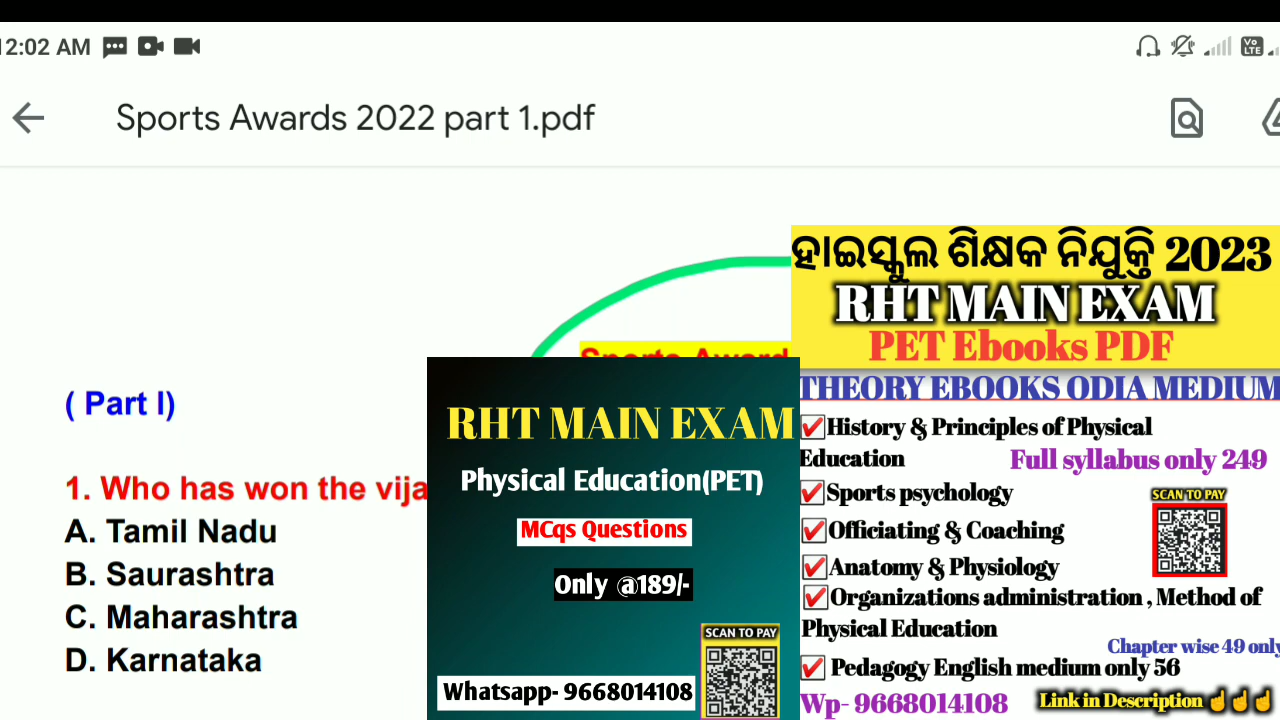 12:02 AM
Sports Awards 2022 part 1.pdf
Sports Award
( Part I)
1. Who has won the vija
A. Tamil Nadu
B. Saurashtra
C. Maharashtra
D. Karnataka
RHT MAIN EXAM
Physical Education(PET)
MCqs Questions
Only @189/-
SCAN TO PAY
Whatsapp- 9668014108
ହାଇସ୍କୁଲ ଶିକ୍ଷକ ନିଯୁକ୍ତି 2023
RHT MAIN EXAM
PET Ebooks PDF
THEORY EBOOKS ODIA MEDIUM
✔History & Principles of Physical
Education
Full syllabus only 249
✔Sports psychology
SCAN TO PAY
✔Officiating & Coaching
✔Anatomy & Physiology
✔Organizations administration , Method of
Physical Education
Chapter wise 49 only
✔ Pedagogy English medium only 56
Wp- 9668014108
Link in Description ☝☝☝